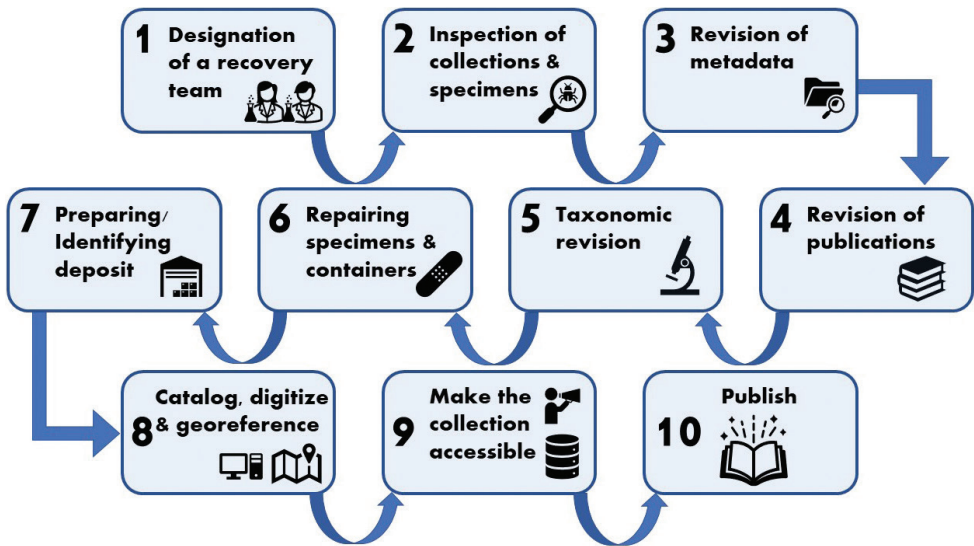 1 Designation
of a recovery
team
2 Inspection of
collections &
specimens
3 Revision of
metadata
4 Revision of
publications
5 Taxonomic
revision
6 Repairing
specimens &
containers
7 Preparing/
Identifying
deposit
Catalog, digitize
8 & georeference
Make the
9 collection
accessible
Publish
10